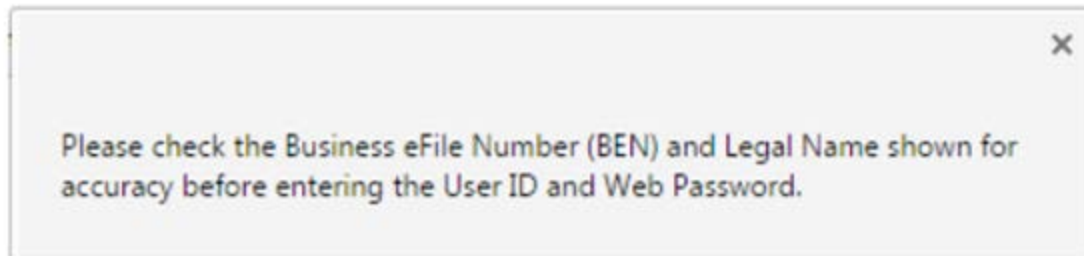 Please check the Business eFile Number (BEN) and Legal Name shown for
accuracy before entering the User ID and Web Password.